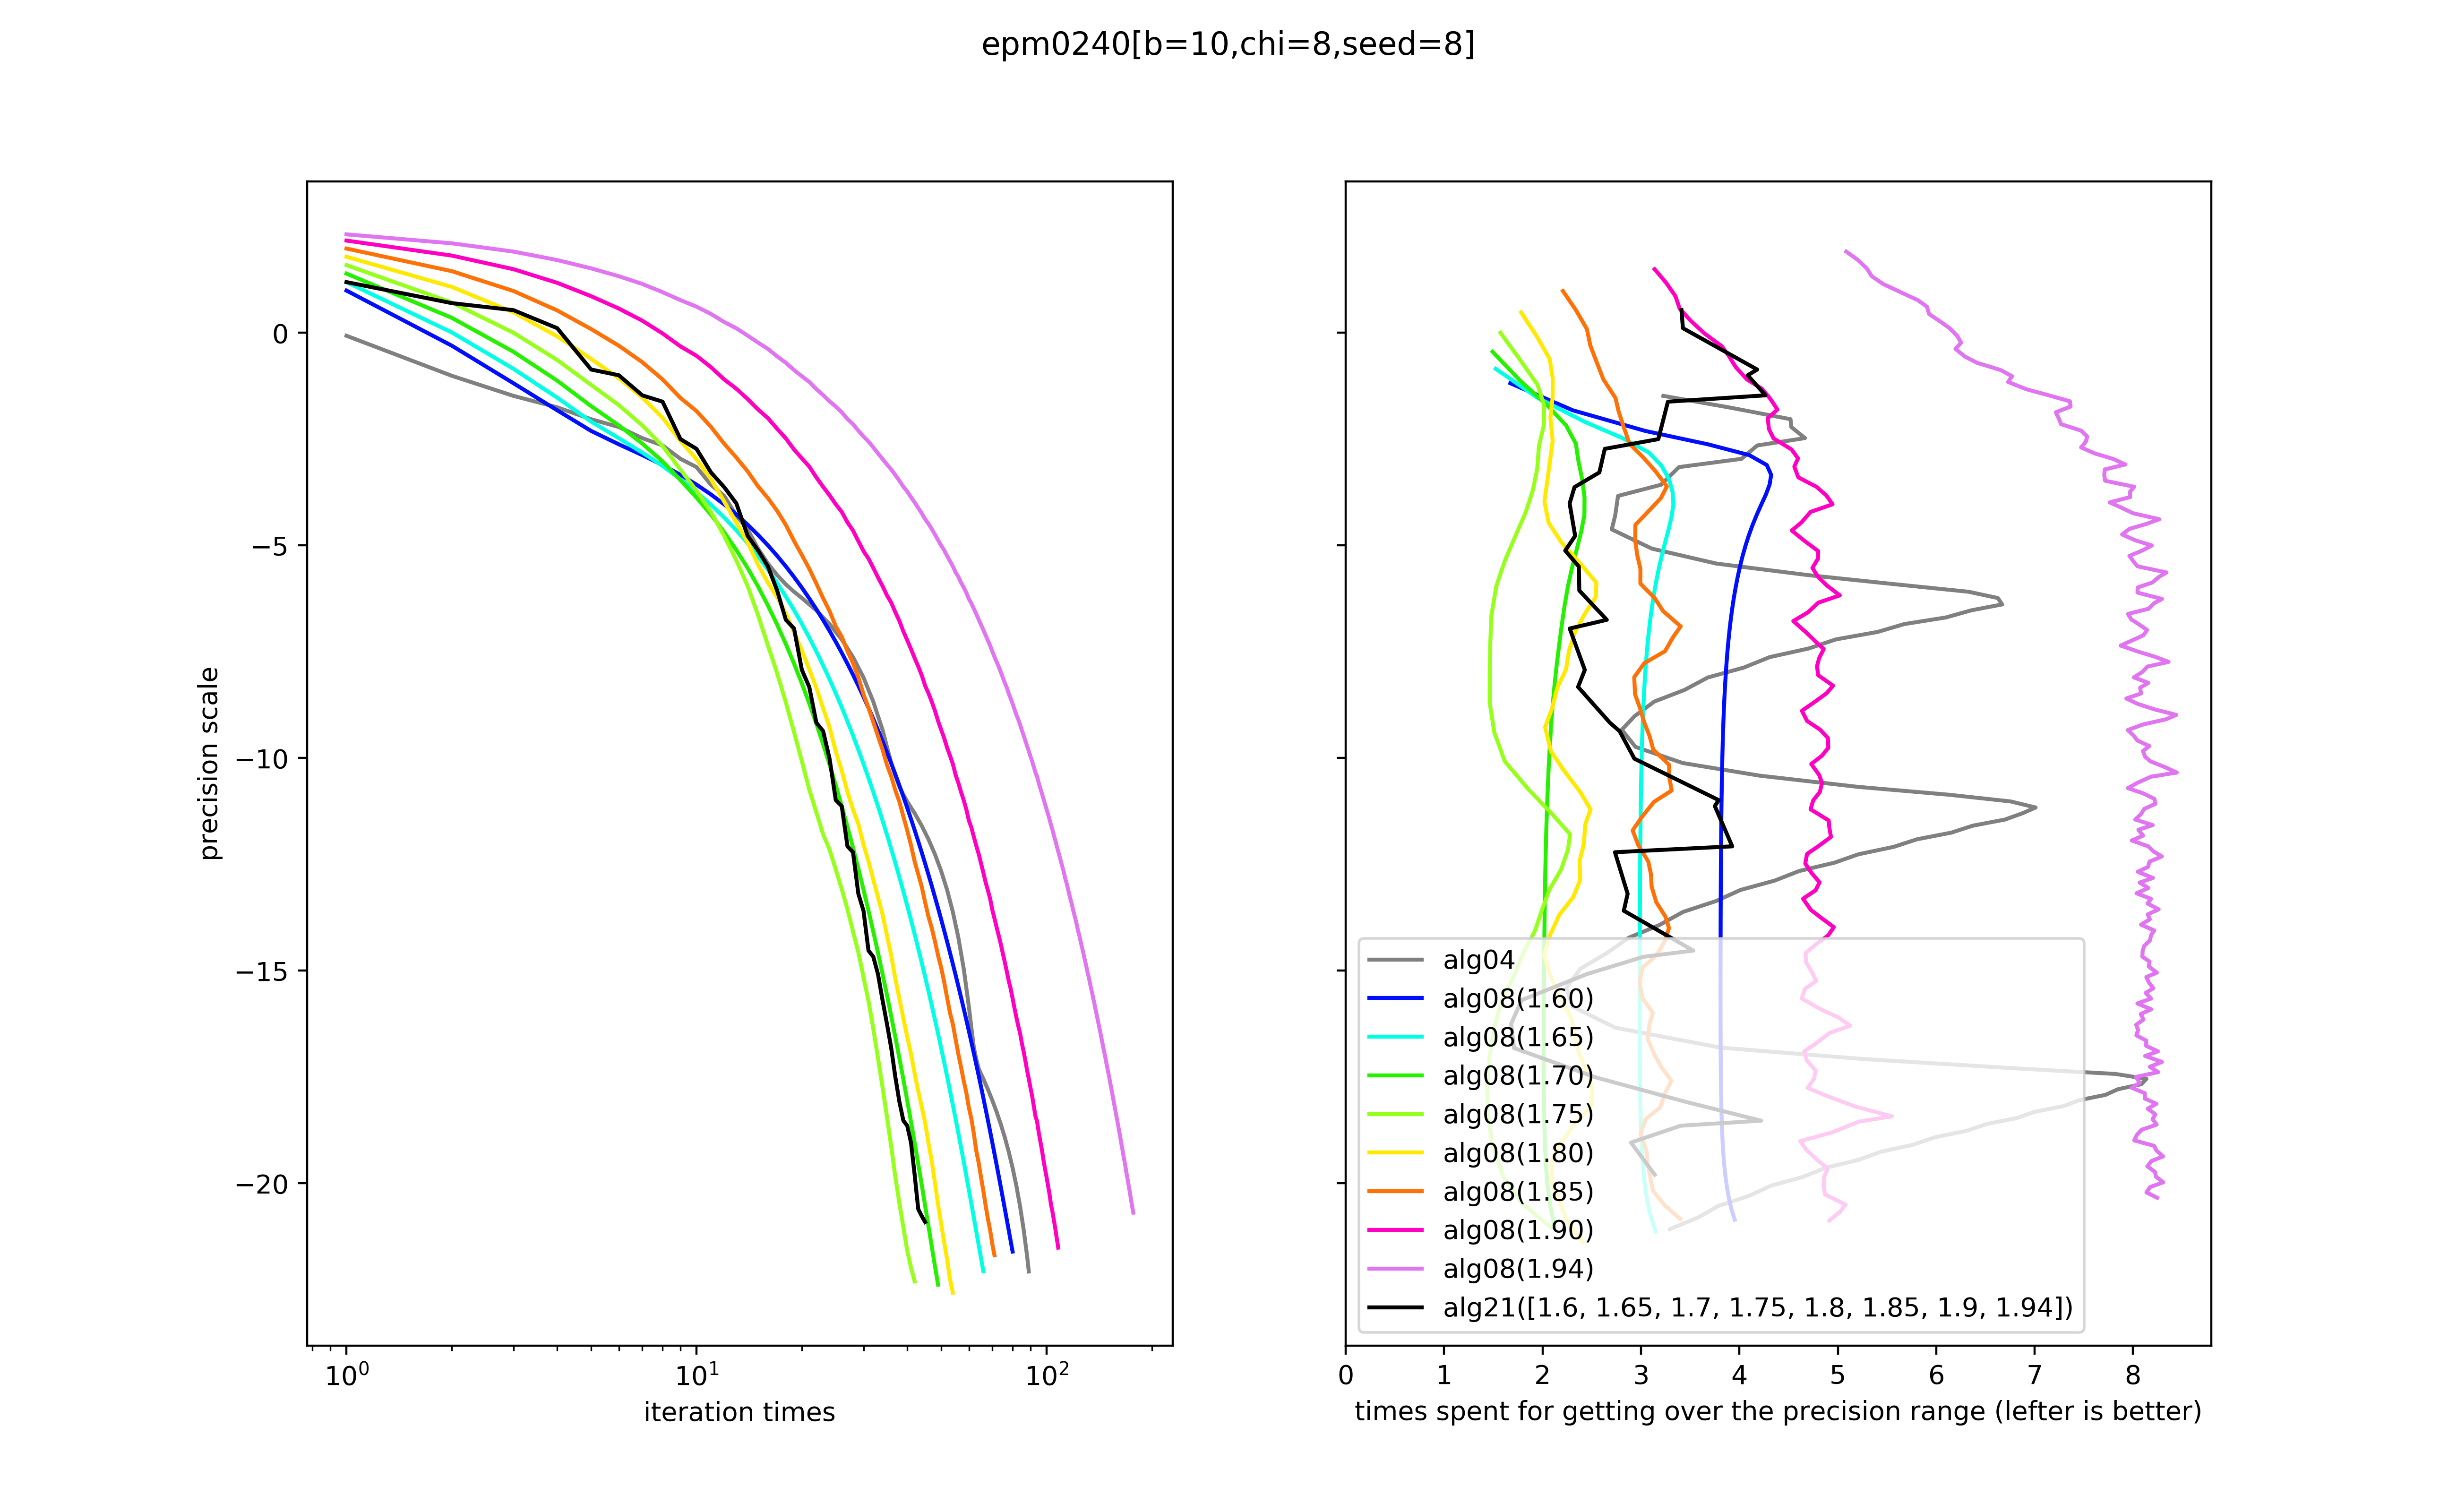 epm0240[b=10,chi=8,seed=8]
precision scale
0
−5
−10
−15
−20
10⁰
10¹
10²
iteration times
alg04
alg08(1.60)
alg08(1.65)
alg08(1.70)
alg08(1.75)
alg08(1.80)
alg08(1.85)
alg08(1.90)
alg08(1.94)
alg21([1.6, 1.65, 1.7, 1.75, 1.8, 1.85, 1.9, 1.94])
0 1 2 3 4 5 6 7 8
times spent for getting over the precision range (lefter is better)